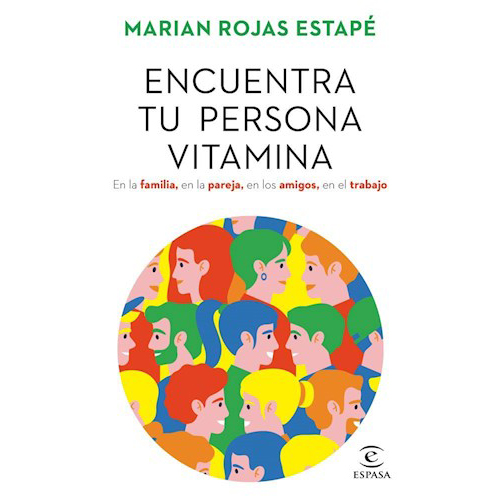 MARIAN ROJAS ESTAPÉ
ENCUENTRA
TU PERSONA
VITAMINA
En la familia, en la pareja, en los amigos, en el trabajo
e
ESPASA